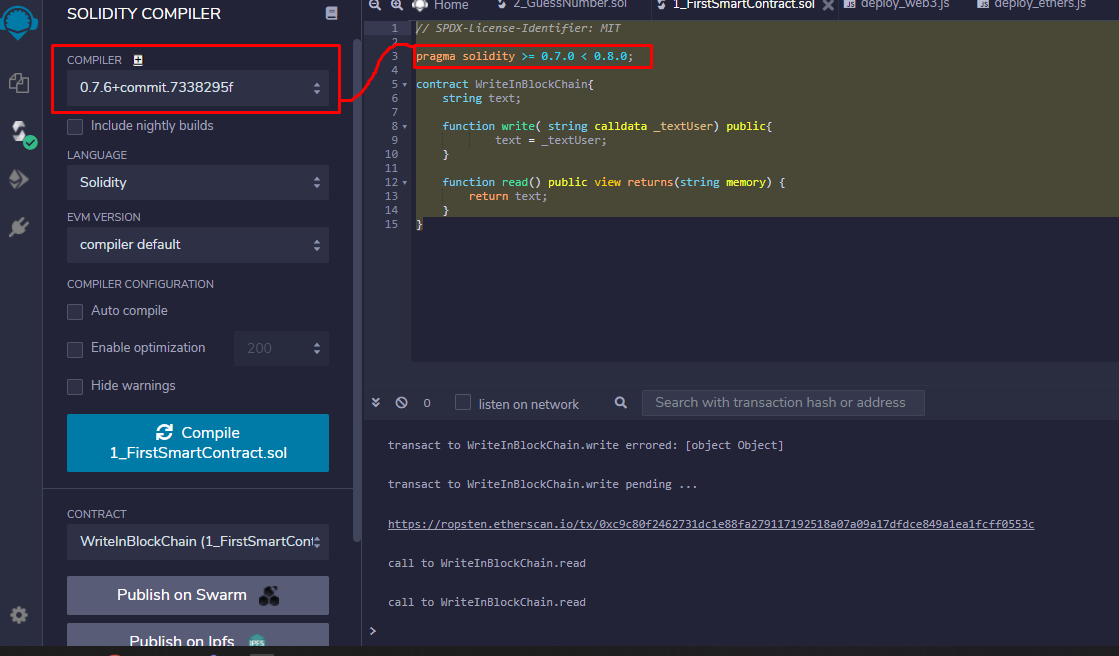 SOLIDITY COMPILER
COMPILER
0.7.6+commit.7338295f
Include nightly builds
LANGUAGE
Solidity
EVM VERSION
compiler default
COMPILER CONFIGURATION
Auto compile
Enable optimization
200
Hide warnings
Compile
1_FirstSmartContract.sol
CONTRACT
WriteInBlockChain (1_FirstSmartCont
Publish on Swarm
Publish on Ipfs
IPFS
Home
2_GuessNumber.sol
1_FirstSmartContract.sol
JS deploy_web3.js
JS deploy_ethers.js
1 // SPDX-License-Identifier: MIT
2
3 pragma solidity >= 0.7.0 < 0.8.0;
4
5 contract WriteInBlockChain{
6 string text;
7
8 function write( string calldata _textUser) public{
9 text = _textUser;
10 }
11
12 function read() public view returns(string memory) {
13 return text;
14 }
15 }
0
listen on network
Search with transaction hash or address
transact to WriteInBlockChain.write errored: [object Object]
transact to WriteInBlockChain.write pending ...
https://ropsten.etherscan.io/tx/0xc9c80f2462731dc1e88fa279117192518a07a09a17dfdce849a1ea1fcff0553c
call to WriteInBlockChain.read
call to WriteInBlockChain.read
>